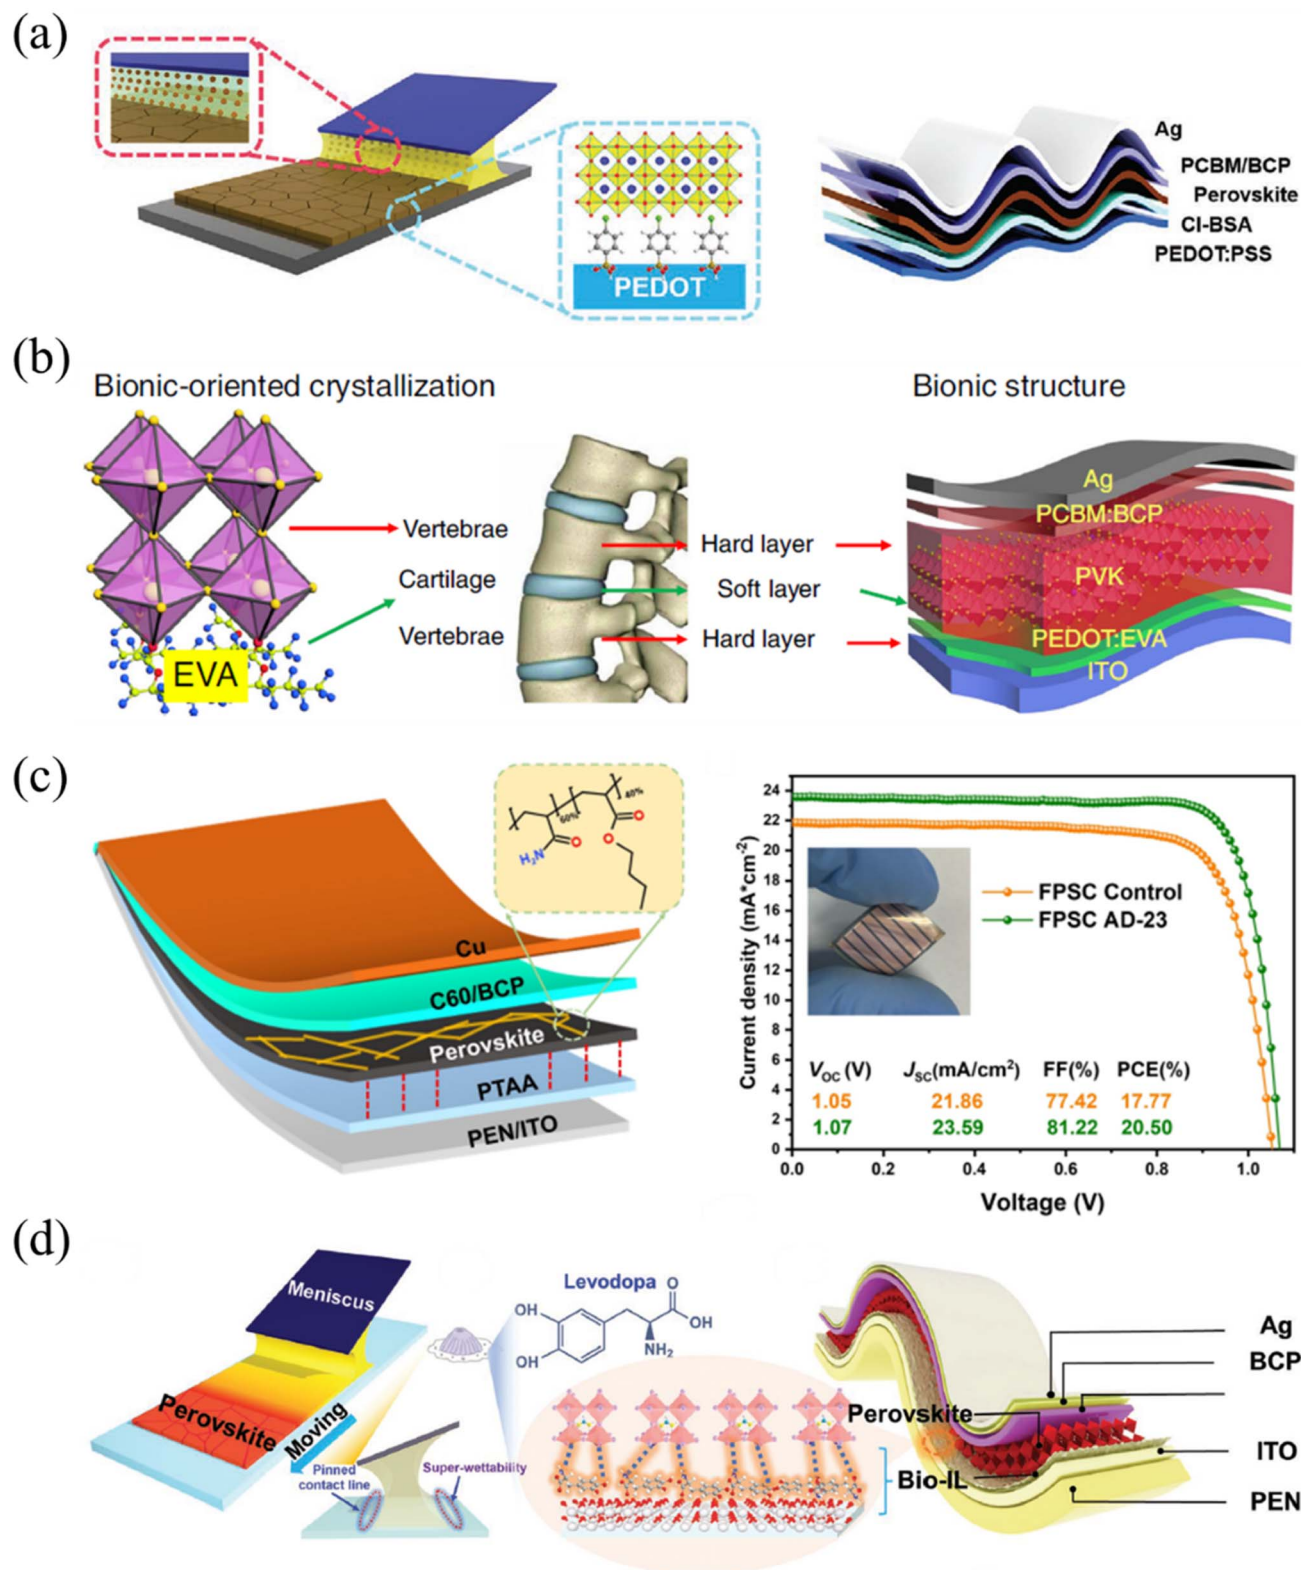 (a)
PEDOT
Ag
PCBM/BCP
Perovskite
Cl-BSA
PEDOT:PSS
(b)
Bionic-oriented crystallization
Bionic structure
Vertebrae
Cartilage
Vertebrae
EVA
Hard layer
Soft layer
Hard layer
Ag
PCBM:BCP
PVK
PEDOT:EVA
ITO
(c)
60%
40%
H2N
O
O
O
Cu
C60/BCP
Perovskite
PTAA
PEN/ITO
Current density (mA*cm-2)
24
22
20
18
16
14
12
10
8
6
4
2
0
FPSC Control
FPSC AD-23
VOC (V) JSC(mA/cm2) FF(%) PCE(%)
1.05 21.86 77.42 17.77
1.07 23.59 81.22 20.50
0.0 0.2 0.4 0.6 0.8 1.0
Voltage (V)
(d)
Meniscus
Perovskite
Moving
Pinned
contact line
Super-wettability
Levodopa
OH
OH
O
OH
NH2
Perovskite
Bio-IL
Ag
BCP
ITO
PEN